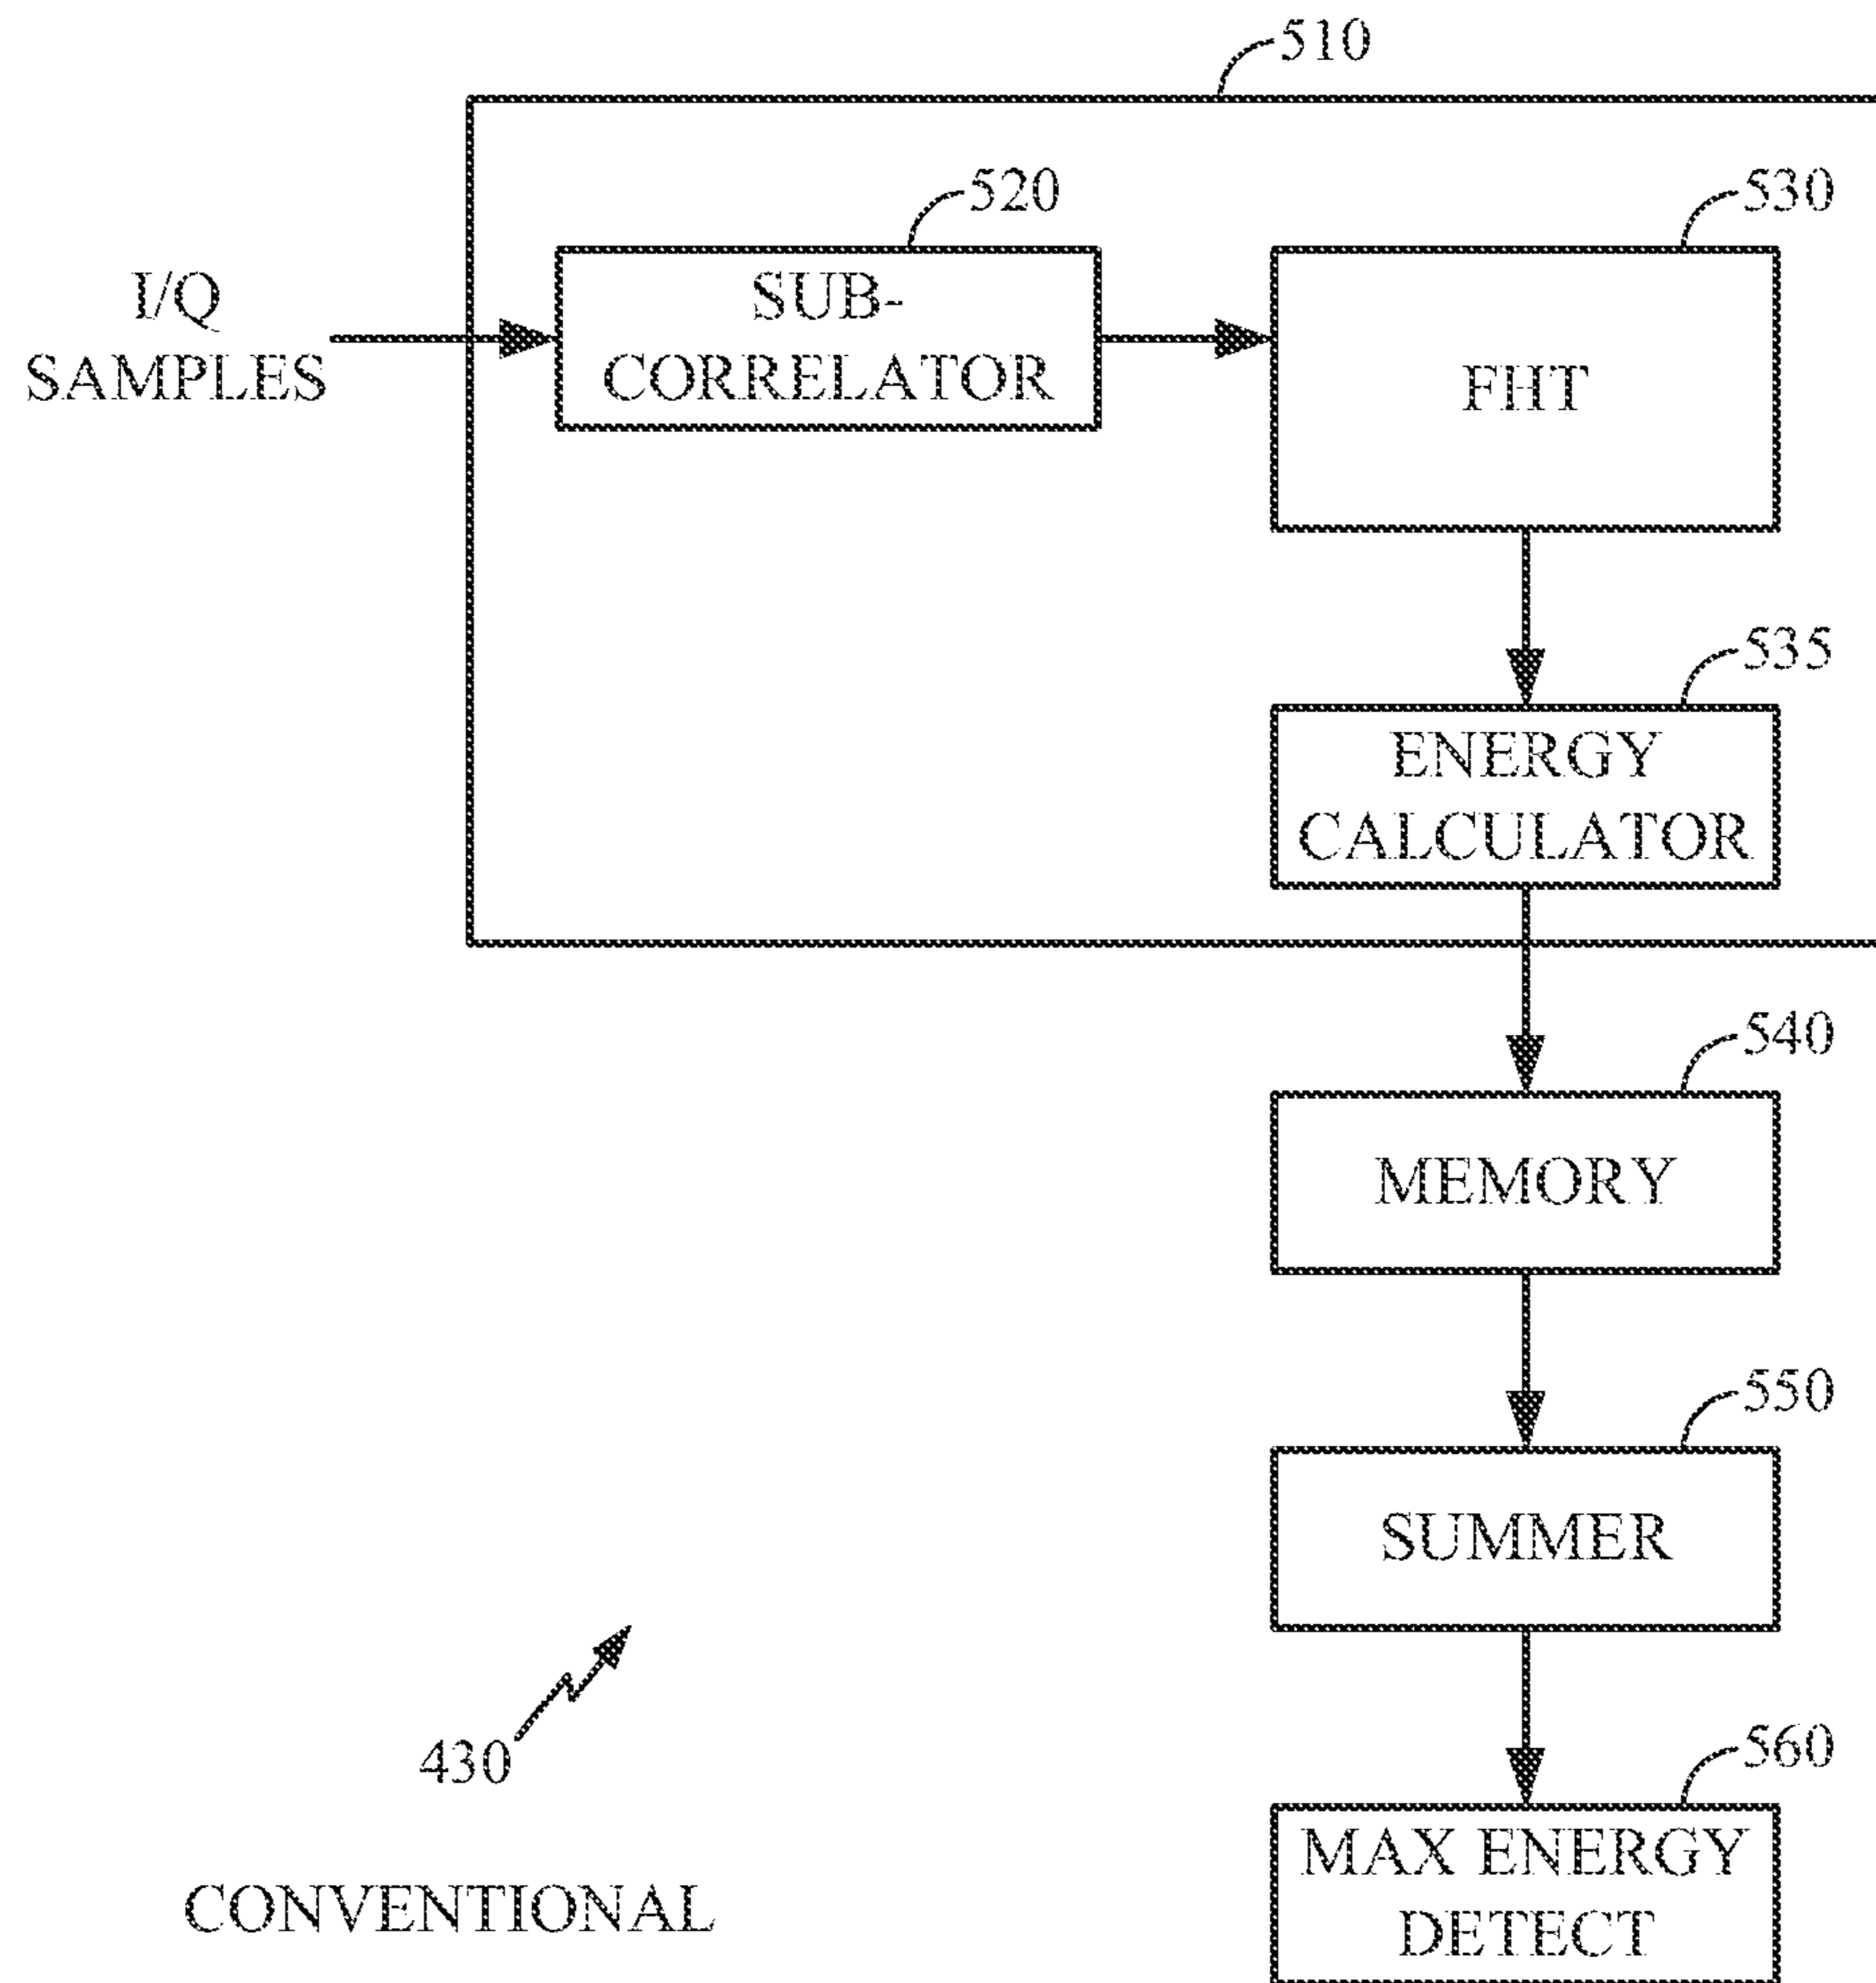 510
520
530
I/Q
SAMPLES
SUB-
CORRELATOR
FHT
535
ENERGY
CALCULATOR
540
MEMORY
550
SUMMER
430
560
MAX ENERGY
DETECT
CONVENTIONAL